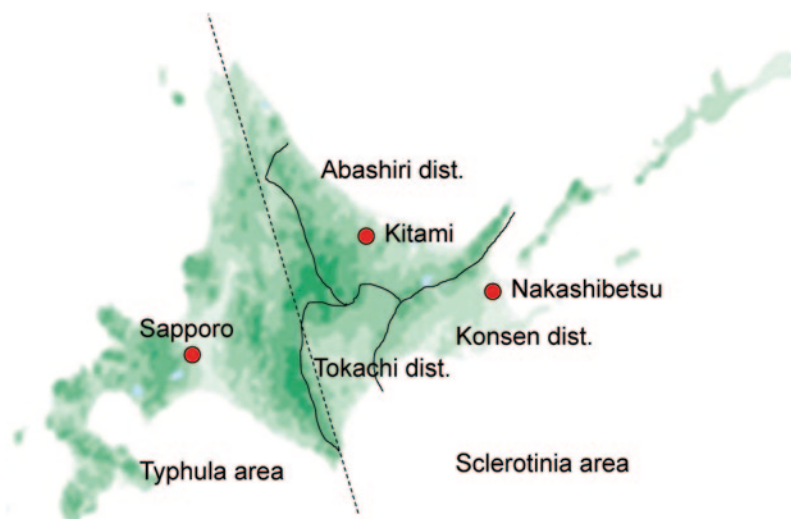 Abashiri dist.
Kitami
Nakashibetsu
Sapporo
Konsen dist.
Tokachi dist.
Typhula area
Sclerotinia area